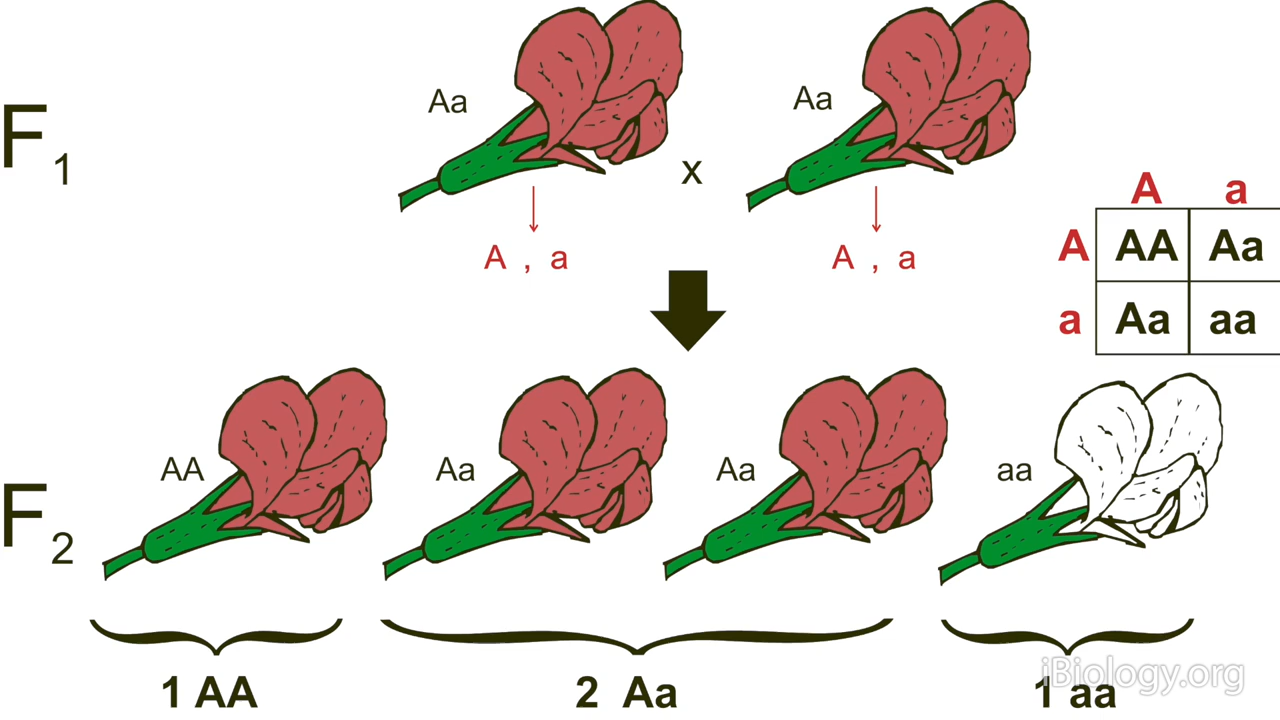 F1
Aa
Aa
x
A , a
A , a
A a
A AA Aa
a Aa aa
F2
AA
Aa
Aa
aa
1 AA
2 Aa
1 aa
iBiology.org